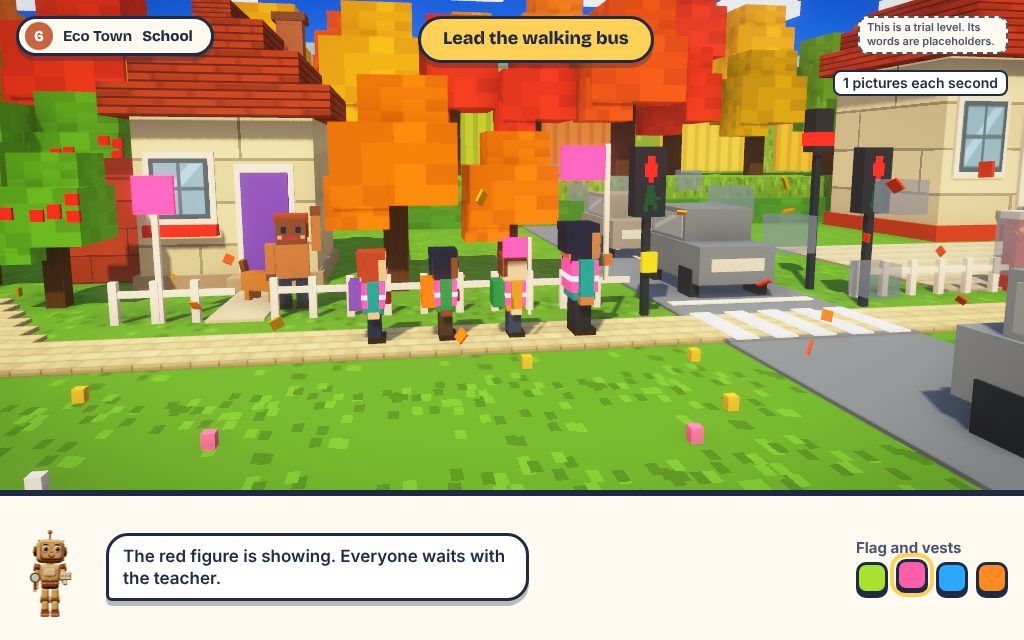 6 Eco Town School
Lead the walking bus
This is a trial level. Its
words are placeholders.
1 pictures each second
The red figure is showing. Everyone waits with
the teacher.
Flag and vests